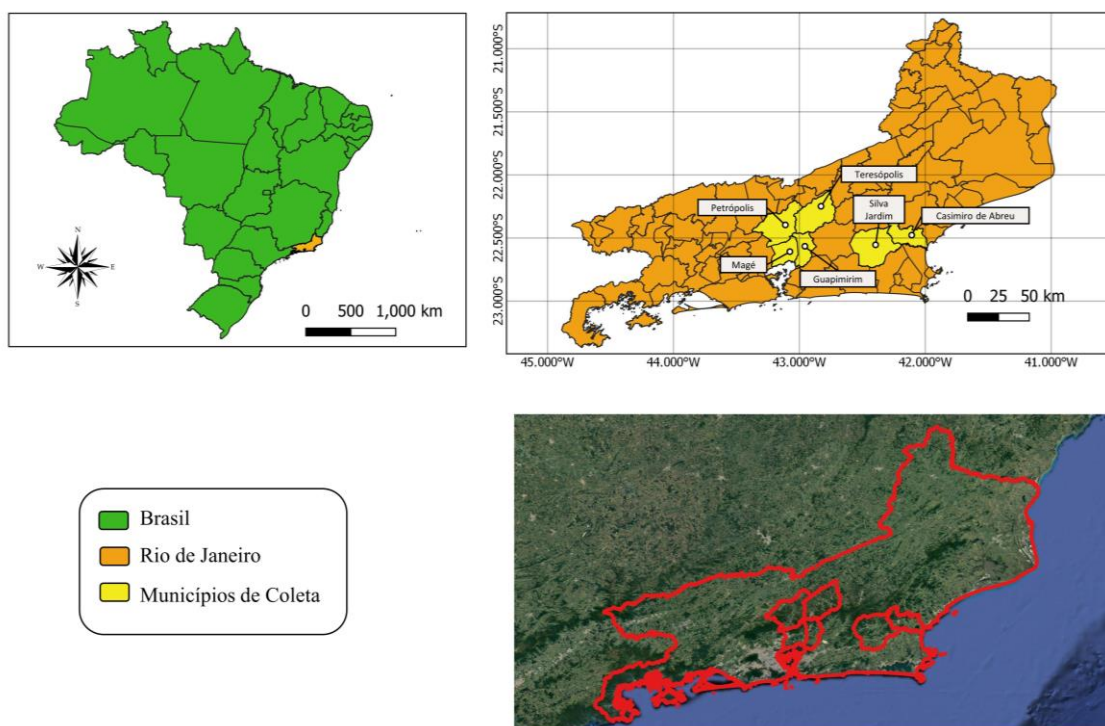 N
W
E
S
0 500 1,000 km
21.000°S
21.500°S
22.000°S
22.500°S
23.000°S
Teresópolis
Petrópolis
Silva
Jardim
Casimiro de Abreu
Magé
Guapimirim
0 25 50 km
45.000°W 44.000°W 43.000°W 42.000°W 41.000°W
Brasil
Rio de Janeiro
Municípios de Coleta